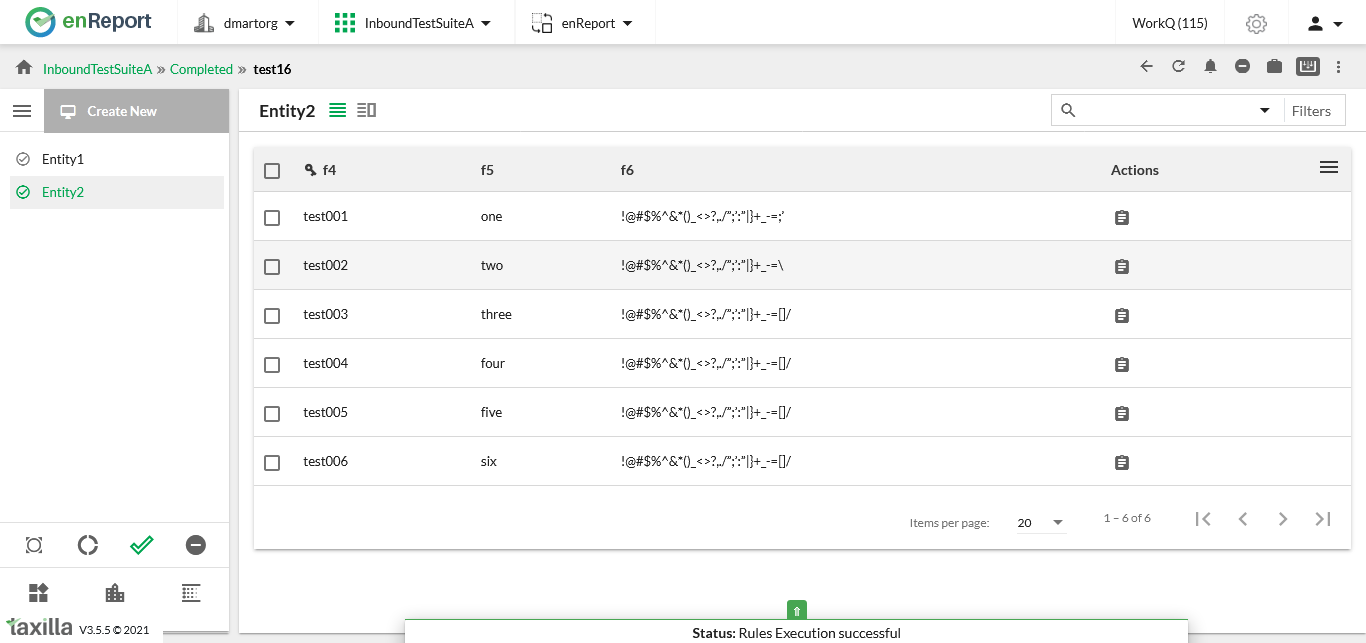 enReport dmartorg InboundTestSuiteA enReport WorkQ (115)
InboundTestSuiteA » Completed » test16
Create New
Entity2
Filters
Entity1
Entity2
f4 f5 f6 Actions
test001 one !@#$%^&*()_<>?,./";':"|}+_-=;'
test002 two !@#$%^&*()_<>?,./";':"|}+_-=\
test003 three !@#$%^&*()_<>?,./";':"|}+_-=[]/
test004 four !@#$%^&*()_<>?,./";':"|}+_-=[]/
test005 five !@#$%^&*()_<>?,./";':"|}+_-=[]/
test006 six !@#$%^&*()_<>?,./";':"|}+_-=[]/
Items per page: 20 1 – 6 of 6
taxilla V3.5.5 © 2021
Status: Rules Execution successful